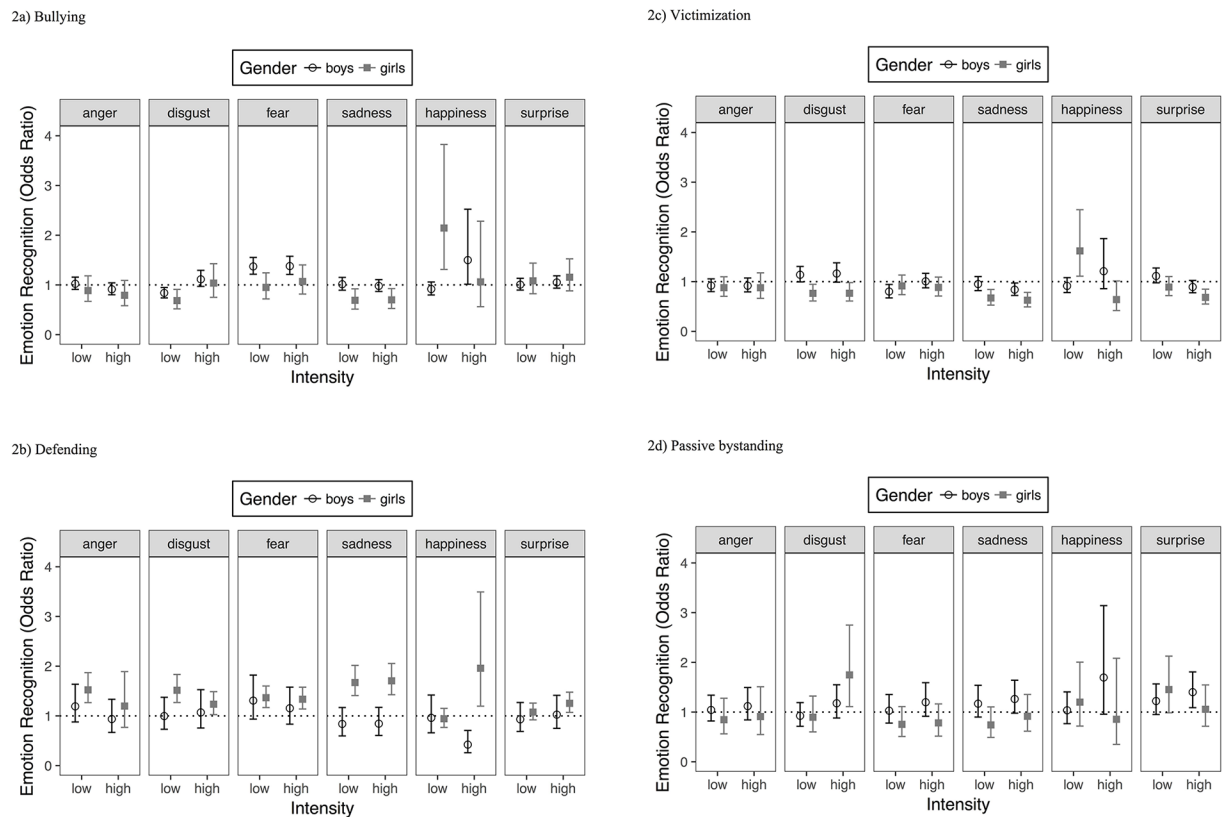 2a) Bullying
Gender boys girls
anger disgust fear sadness happiness surprise
Emotion Recognition (Odds Ratio)
4
3
2
1
0
low high low high low high low high low high low high
Intensity
2c) Victimization
Gender boys girls
anger disgust fear sadness happiness surprise
Emotion Recognition (Odds Ratio)
4
3
2
1
0
low high low high low high low high low high low high
Intensity
2b) Defending
Gender boys girls
anger disgust fear sadness happiness surprise
Emotion Recognition (Odds Ratio)
4
3
2
1
0
low high low high low high low high low high low high
Intensity
2d) Passive bystanding
Gender boys girls
anger disgust fear sadness happiness surprise
Emotion Recognition (Odds Ratio)
4
3
2
1
0
low high low high low high low high low high low high
Intensity